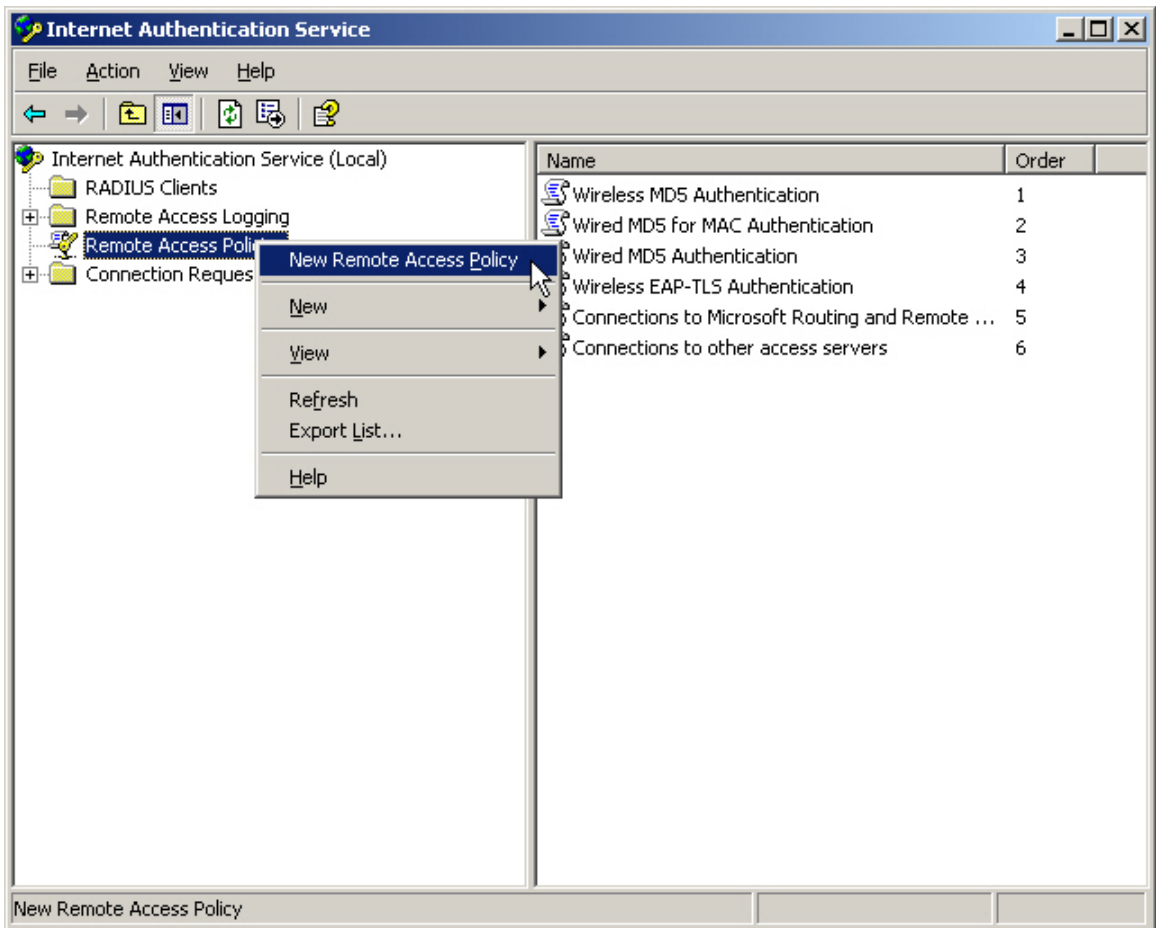 Internet Authentication Service
File Action View Help
Internet Authentication Service (Local)
RADIUS Clients
Remote Access Logging
Remote Access
Connection
New Remote Access Policy
New
View
Refresh
Export List...
Help
Name Order
Wireless MD5 Authentication 1
Wired MD5 for MAC Authentication 2
Wired MD5 Authentication 3
Wireless EAP-TLS Authentication 4
Connections to Microsoft Routing and Remote ... 5
Connections to other access servers 6
New Remote Access Policy